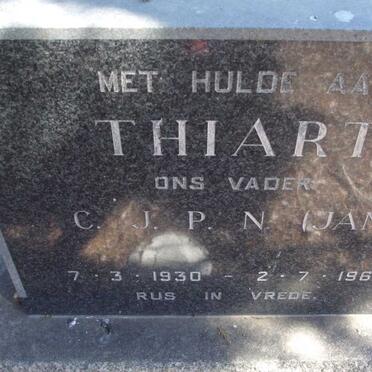 MET HULDE AA
THIART
ONS VADER
C. J. P. N. (JAN
7 · 3 · 1930 - 2 · 7 · 196
RUS IN VREDE.